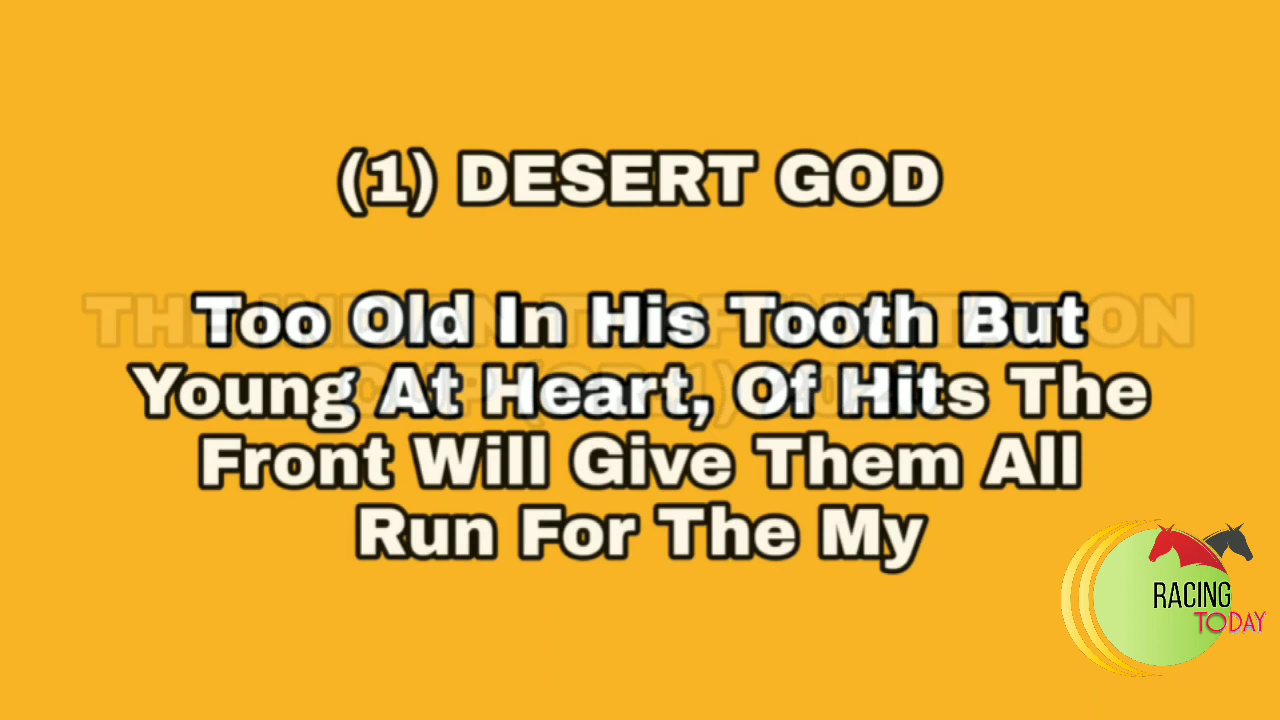 (1) DESERT GOD
Too Old In His Tooth But
Young At Heart, Of Hits The
Front Will Give Them All
Run For The My
RACING
TODAY